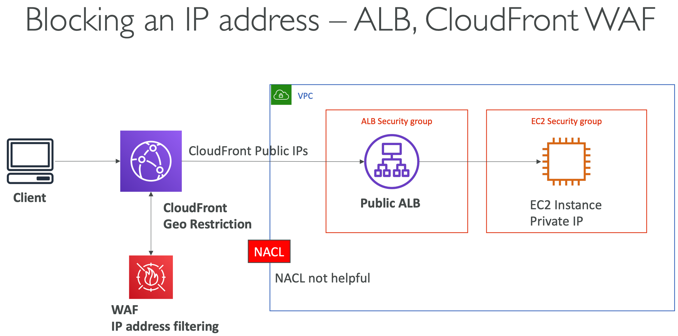 Blocking an IP address – ALB, CloudFront WAF
VPC
ALB Security group
EC2 Security group
CloudFront Public IPs
Client
CloudFront
Geo Restriction
Public ALB
EC2 Instance
Private IP
NACL
NACL not helpful
WAF
IP address filtering